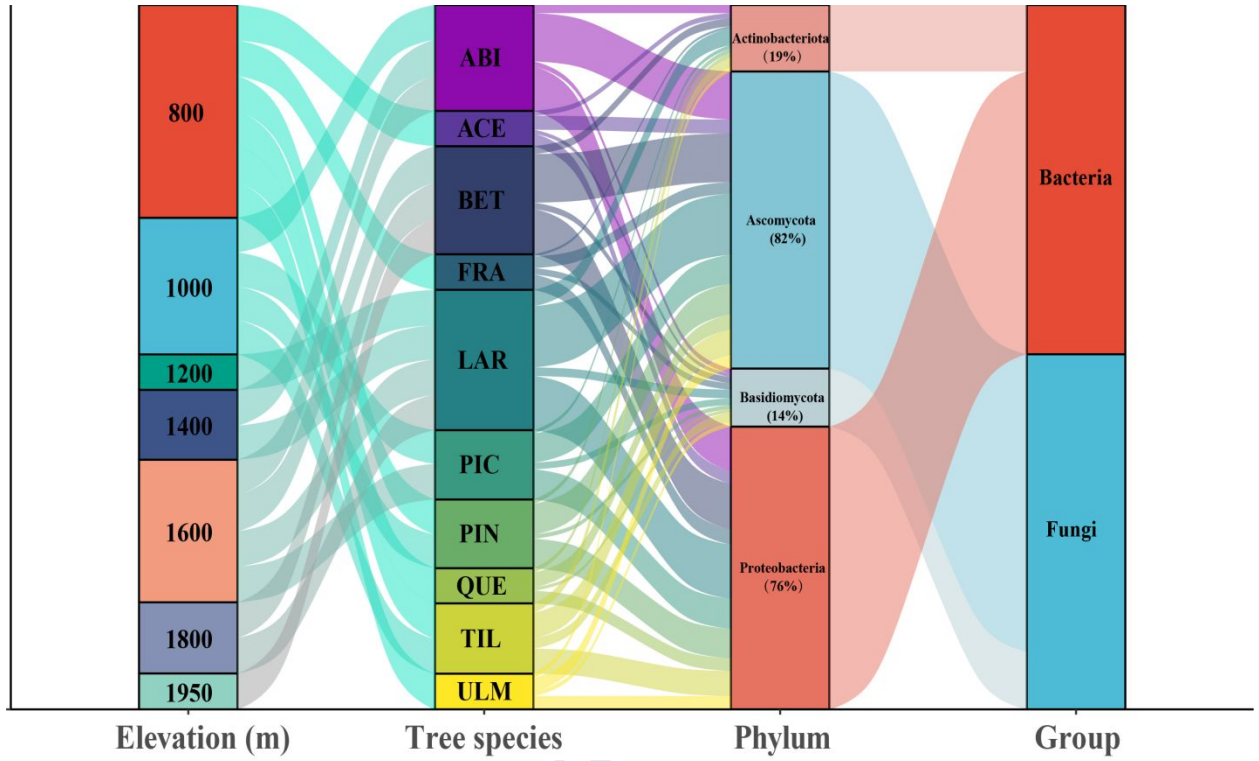 800
1000
1200
1400
1600
1800
1950
ABI
ACE
BET
FRA
LAR
PIC
PIN
QUE
TIL
ULM
Actinobacteriota
(19%)
Ascomycota
(82%)
Basidiomycota
(14%)
Proteobacteria
(76%)
Bacteria
Fungi
Elevation (m)
Tree species
Phylum
Group